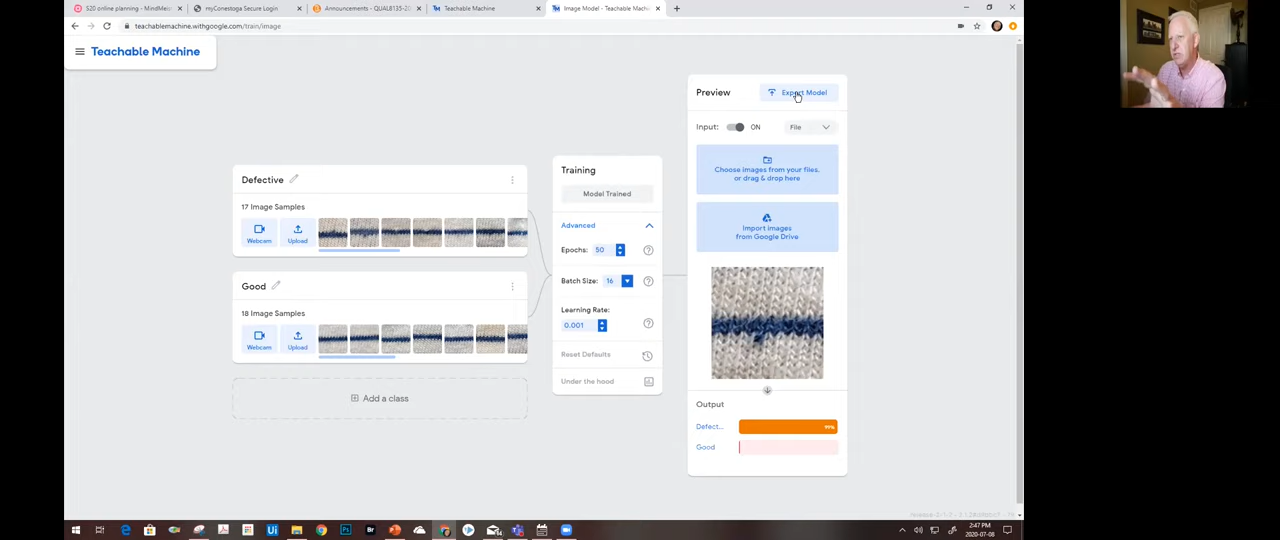 S20 online planning - MindMeis
myConestoga Secure Login
Announcements - QUAL8135-20
Teachable Machine
Image Model - Teachable Machin
teachablemachine.withgoogle.com/train/image
Teachable Machine
Defective
17 Image Samples
Webcam
Upload
Good
18 Image Samples
Webcam
Upload
Add a class
Training
Model Trained
Advanced
Epochs: 50
Batch Size: 16
Learning Rate:
0.001
Reset Defaults
Under the hood
Preview
Export Model
Input: ON File
Choose images from your files,
or drag & drop here
Import images
from Google Drive
Output
Defect... 99%
Good
2:47 PM
2020-07-08